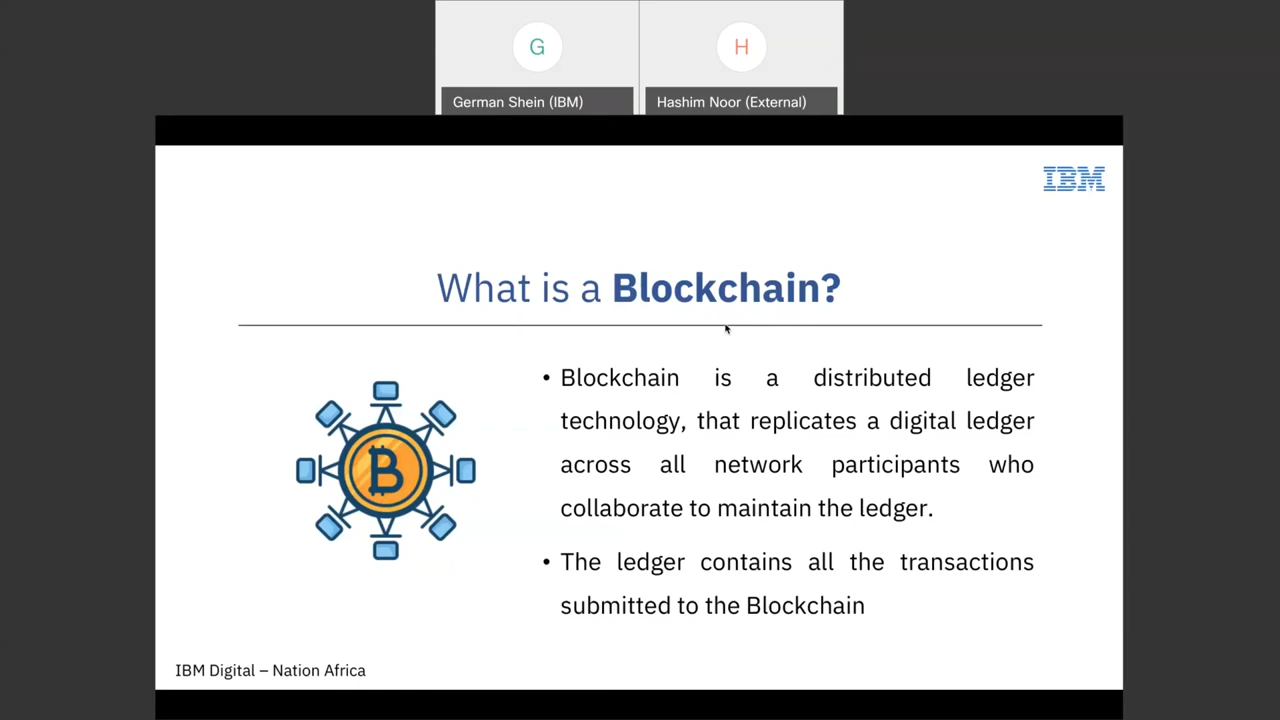 G
H
German Shein (IBM)
Hashim Noor (External)
IBM
What is a Blockchain?
• Blockchain is a distributed ledger
technology, that replicates a digital ledger
across all network participants who
collaborate to maintain the ledger.
• The ledger contains all the transactions
submitted to the Blockchain
IBM Digital – Nation Africa